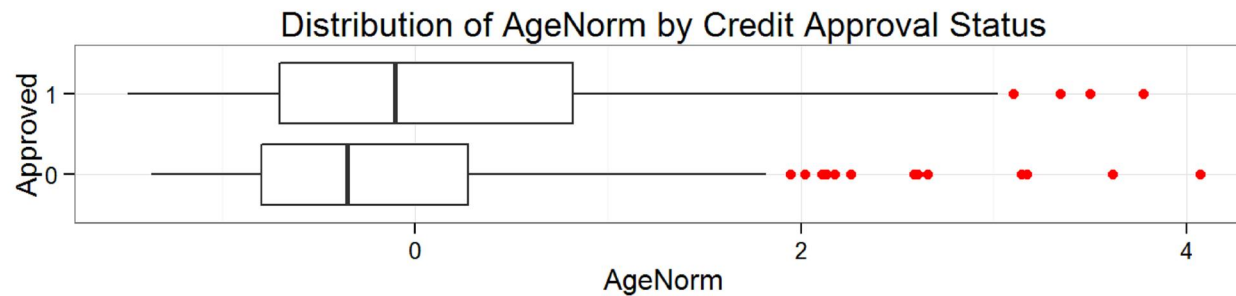 Distribution of AgeNorm by Credit Approval Status
Approved
1
0
0 2 4
AgeNorm